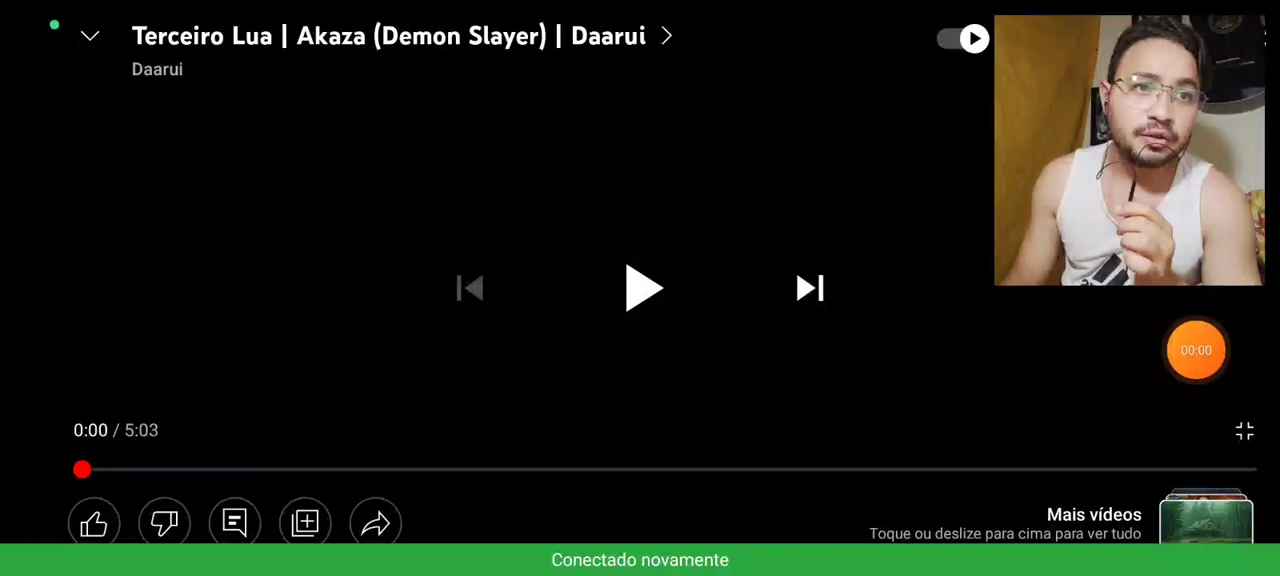 Terceiro Lua | Akaza (Demon Slayer) | Daarui
Daarui
00:00
0:00 / 5:03
Mais vídeos
Toque ou deslize para cima para ver tudo
Conectado novamente